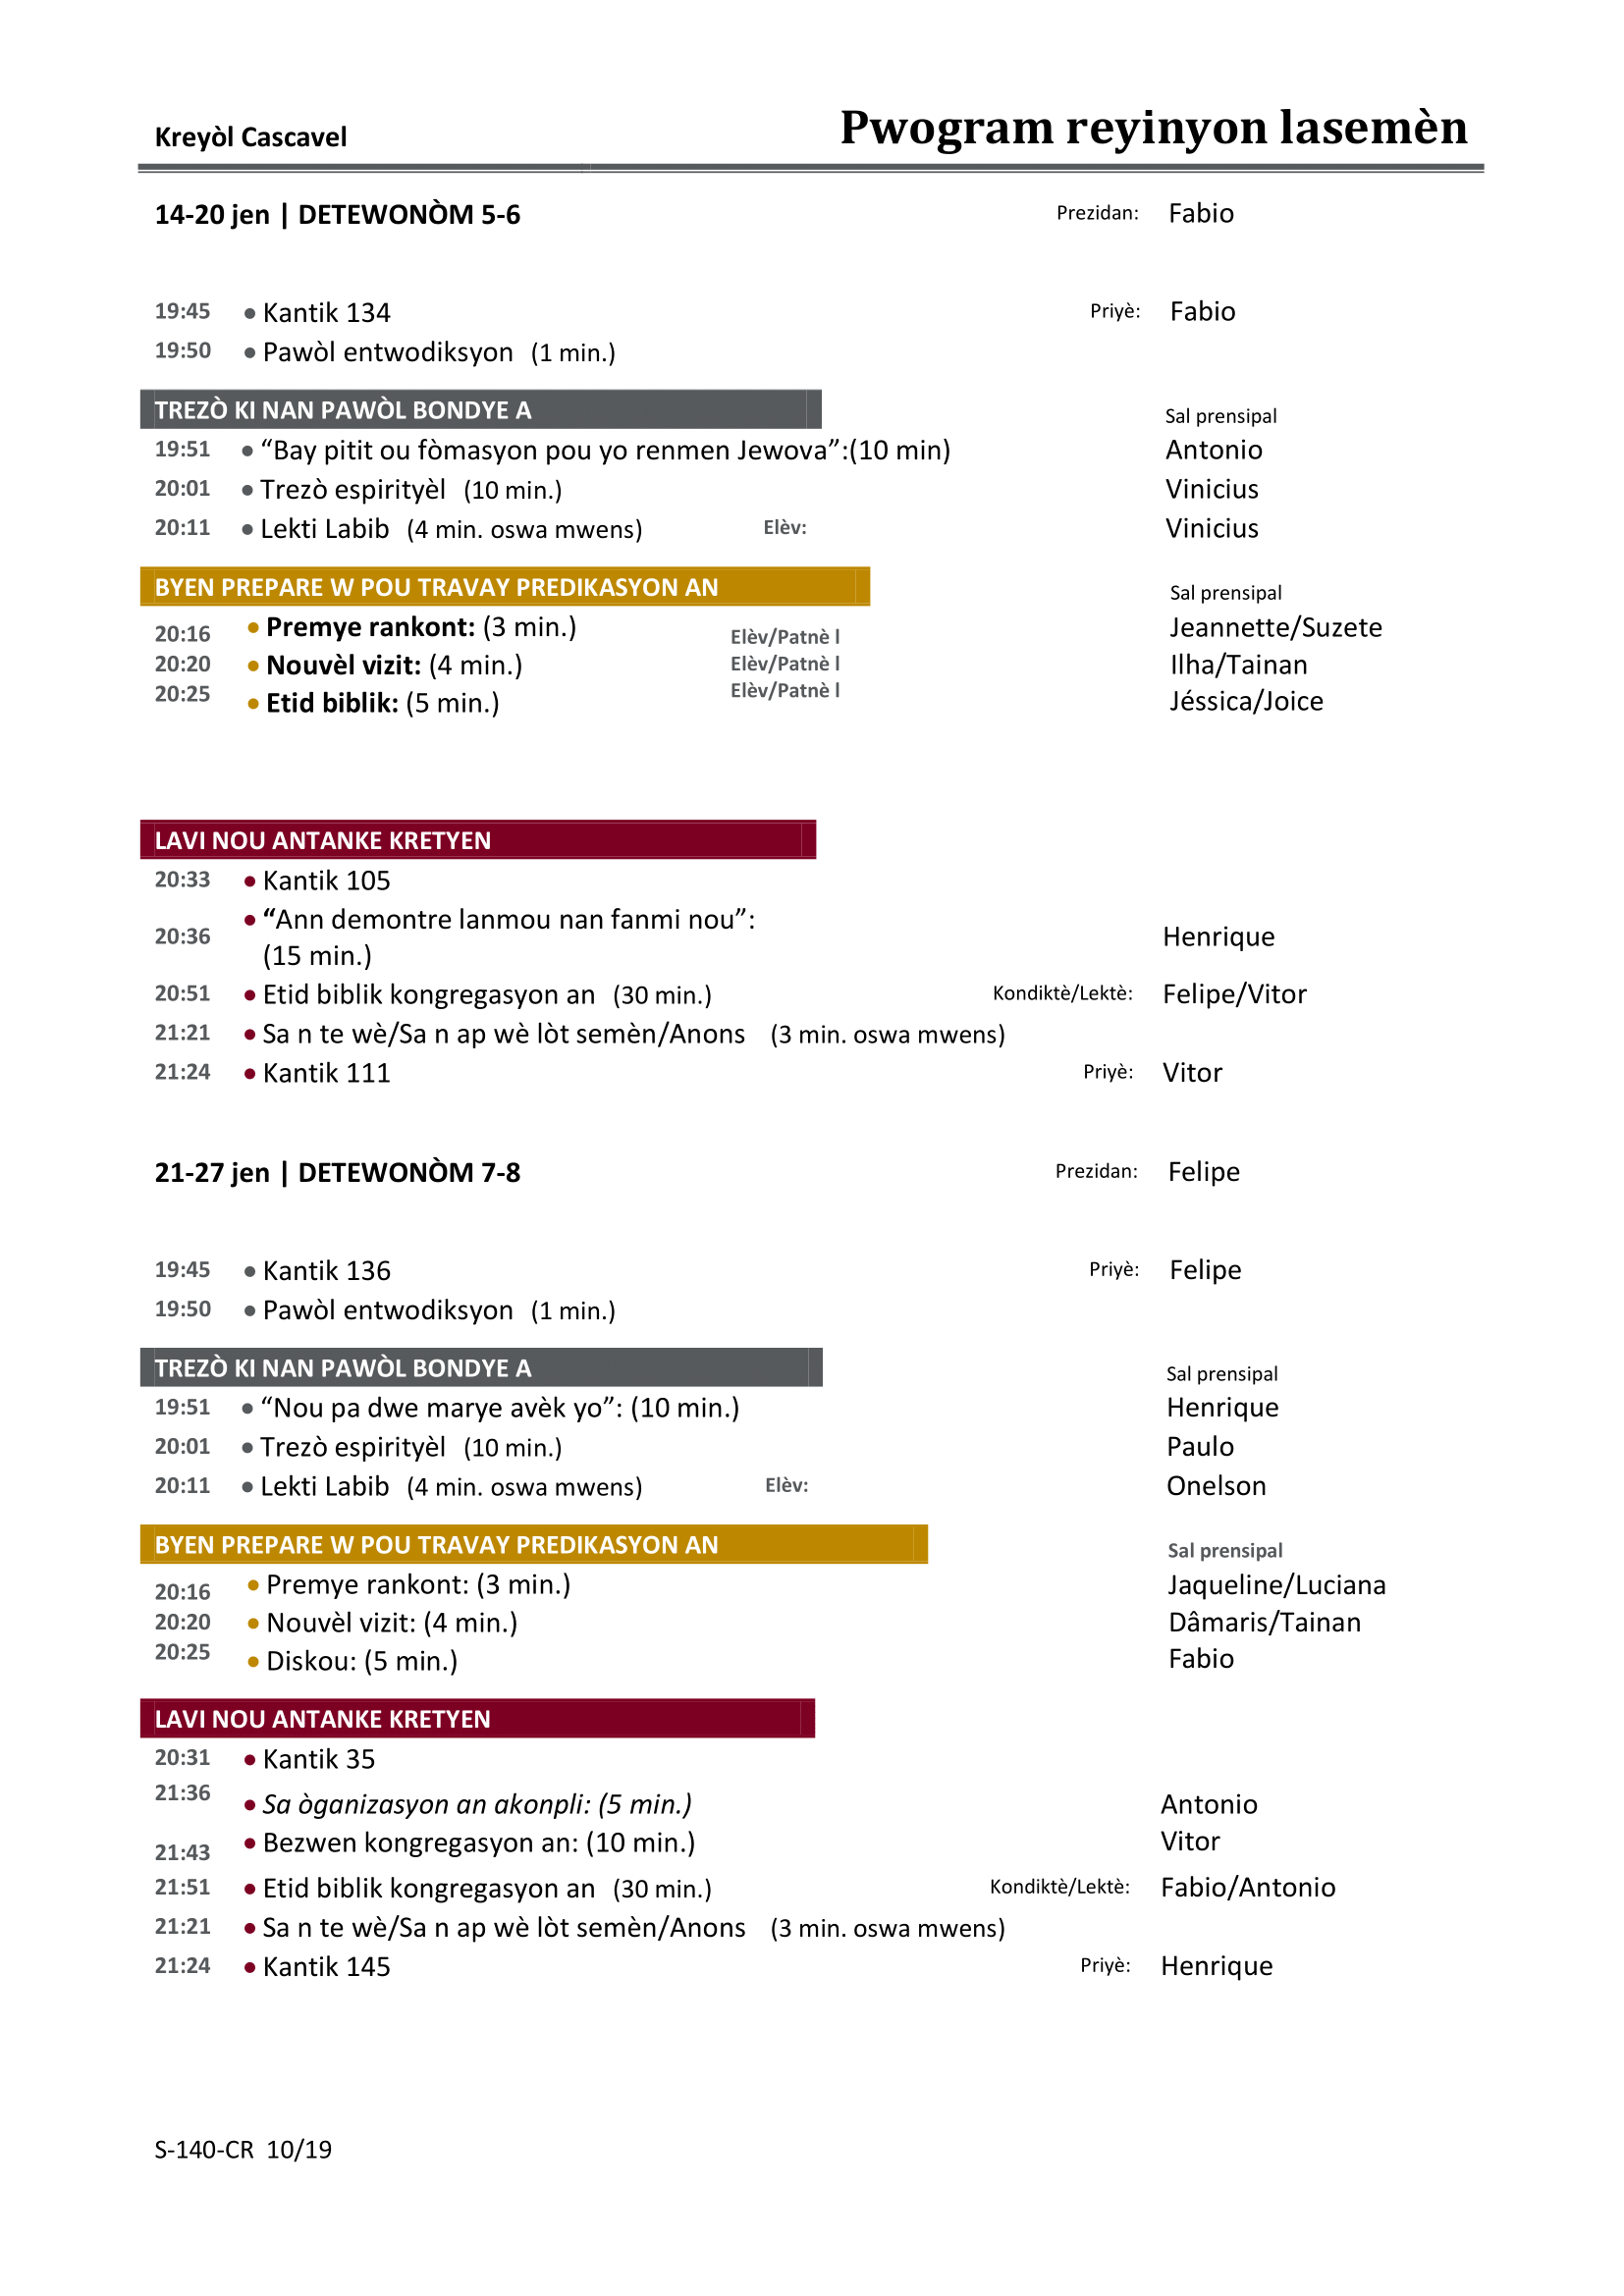 Kreyòl Cascavel Pwogram reyinyon lasemèn
14-20 jen | DETEWONÒM 5-6 Prezidan: Fabio
19:45 • Kantik 134 Priyè: Fabio
19:50 • Pawòl entwodiksyon (1 min.)
TREZÒ KI NAN PAWÒL BONDYE A Sal prensipal
19:51 • “Bay pitit ou fòmasyon pou yo renmen Jewova”:(10 min) Antonio
20:01 • Trezò espirityèl (10 min.) Vinicius
20:11 • Lekti Labib (4 min. oswa mwens) Elèv: Vinicius
BYEN PREPARE W POU TRAVAY PREDIKASYON AN Sal prensipal
20:16 • Premye rankont: (3 min.) Elèv/Patnè l Jeannette/Suzete
20:20 • Nouvèl vizit: (4 min.) Elèv/Patnè l Ilha/Tainan
20:25 • Etid biblik: (5 min.) Elèv/Patnè l Jéssica/Joice
LAVI NOU ANTANKE KRETYEN
20:33 • Kantik 105
20:36 • “Ann demontre lanmou nan fanmi nou”: Henrique
(15 min.)
20:51 • Etid biblik kongregasyon an (30 min.) Kondiktè/Lektè: Felipe/Vitor
21:21 • Sa n te wè/Sa n ap wè lòt semèn/Anons (3 min. oswa mwens)
21:24 • Kantik 111 Priyè: Vitor
21-27 jen | DETEWONÒM 7-8 Prezidan: Felipe
19:45 • Kantik 136 Priyè: Felipe
19:50 • Pawòl entwodiksyon (1 min.)
TREZÒ KI NAN PAWÒL BONDYE A Sal prensipal
19:51 • “Nou pa dwe marye avèk yo”: (10 min.) Henrique
20:01 • Trezò espirityèl (10 min.) Paulo
20:11 • Lekti Labib (4 min. oswa mwens) Elèv: Onelson
BYEN PREPARE W POU TRAVAY PREDIKASYON AN Sal prensipal
20:16 • Premye rankont: (3 min.) Jaqueline/Luciana
20:20 • Nouvèl vizit: (4 min.) Dâmaris/Tainan
20:25 • Diskou: (5 min.) Fabio
LAVI NOU ANTANKE KRETYEN
20:31 • Kantik 35
21:36 • Sa òganizasyon an akonpli: (5 min.) Antonio
21:43 • Bezwen kongregasyon an: (10 min.) Vitor
21:51 • Etid biblik kongregasyon an (30 min.) Kondiktè/Lektè: Fabio/Antonio
21:21 • Sa n te wè/Sa n ap wè lòt semèn/Anons (3 min. oswa mwens)
21:24 • Kantik 145 Priyè: Henrique
S-140-CR 10/19